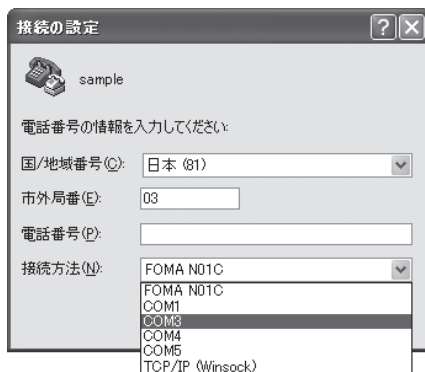 接続の設定
sample
電話番号の情報を入力してください:
国/地域番号(C): 日本 (81)
市外局番(E): 03
電話番号(P):
接続方法(N): FOMA N01C
FOMA N01C
COM1
COM3
COM4
COM5
TCP/IP (Winsock)